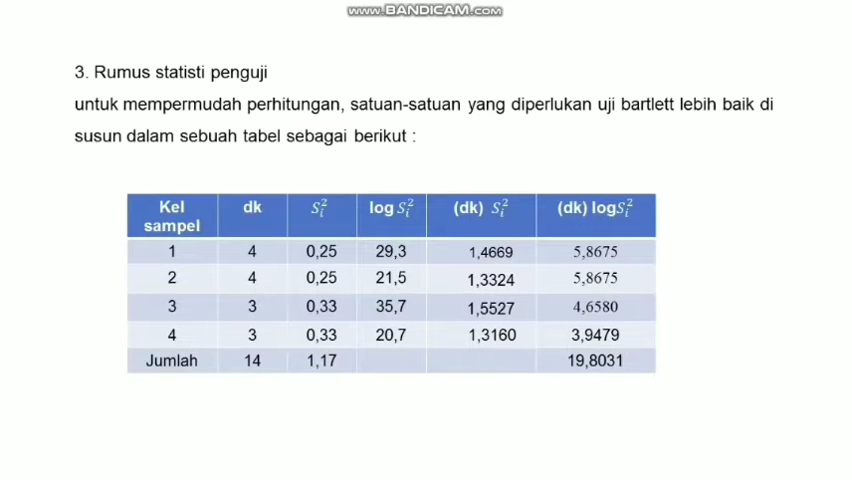 www.BANDICAM.com
3. Rumus statisti penguji
untuk mempermudah perhitungan, satuan-satuan yang diperlukan uji bartlett lebih baik di
susun dalam sebuah tabel sebagai berikut :
Kel sampel dk S_i^2 log S_i^2 (dk) S_i^2 (dk) logS_i^2
1 4 0,25 29,3 1,4669 5,8675
2 4 0,25 21,5 1,3324 5,8675
3 3 0,33 35,7 1,5527 4,6580
4 3 0,33 20,7 1,3160 3,9479
Jumlah 14 1,17 19,8031